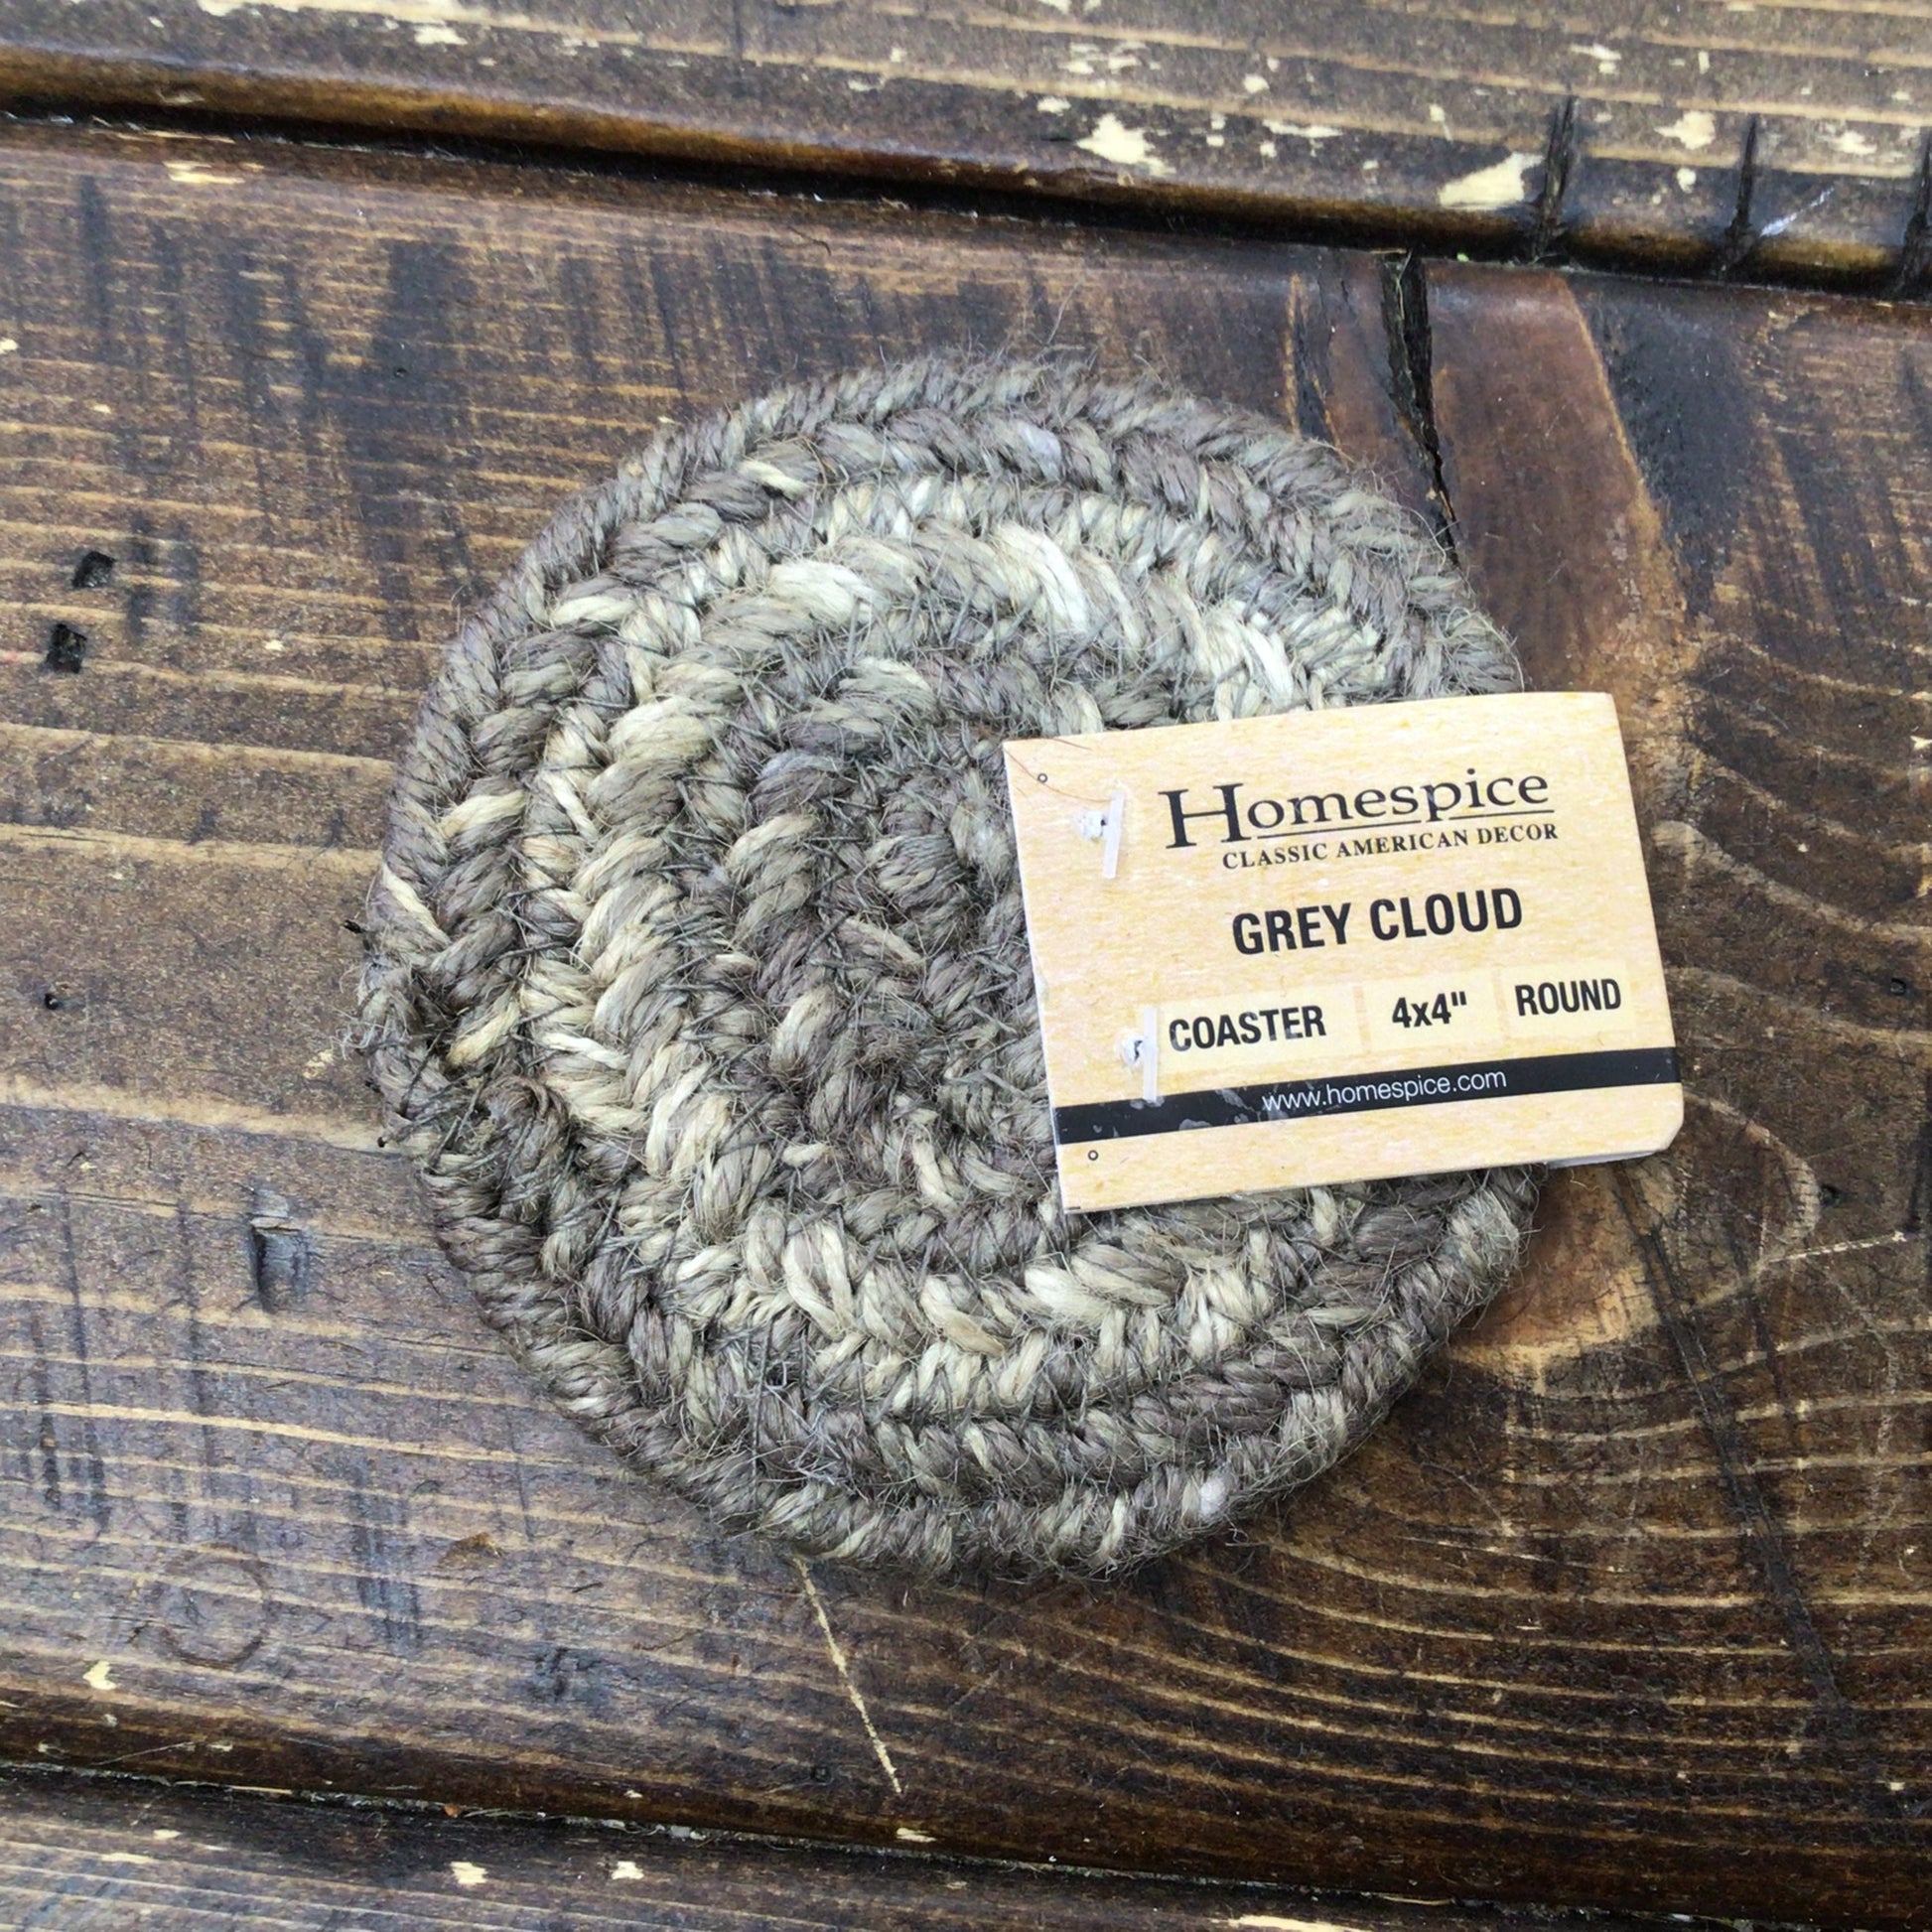 Homespice
CLASSIC AMERICAN DECOR
GREY CLOUD
COASTER 4x4" ROUND
www.homespice.com